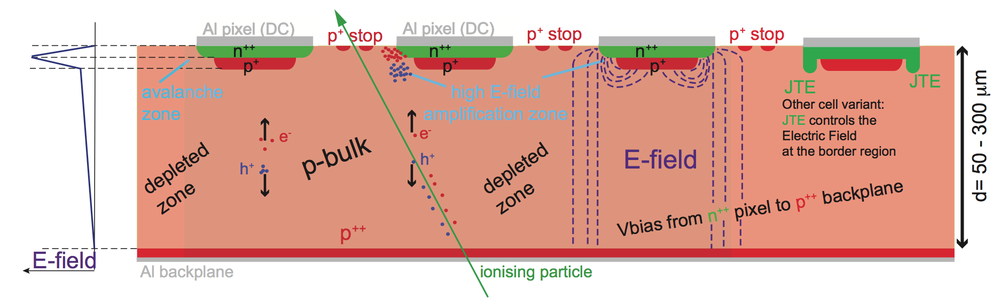 Al pixel (DC)
p+ stop
Al pixel (DC)
p+ stop
p+ stop
n++
p+
n++
p+
n++
p+
avalanche
zone
high E-field
amplification zone
JTE
JTE
Other cell variant:
JTE controls the
Electric Field
at the border region
e-
h+
e-
h+
depleted
zone
p-bulk
depleted
zone
E-field
Vbias from n++ pixel to p++ backplane
p++
d= 50 - 300 µm
E-field
Al backplane
ionising particle